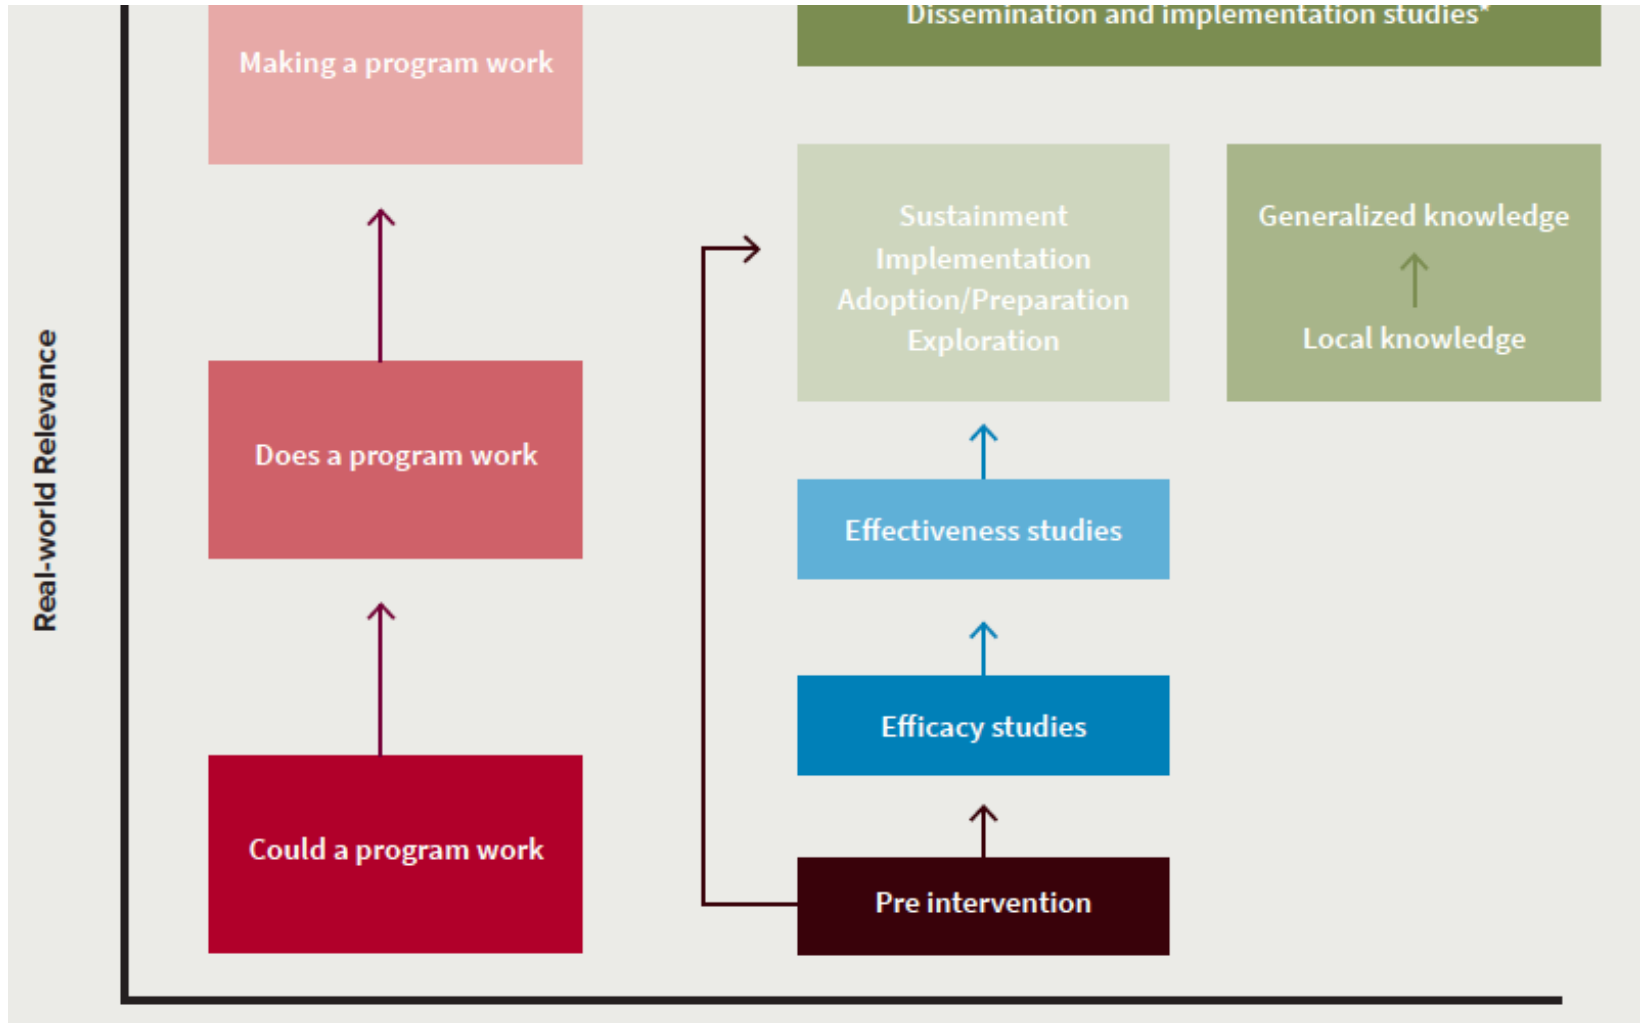 Dissemination and implementation studies*
Making a program work
Sustainment
Implementation
Adoption/Preparation
Exploration
Generalized knowledge
Local knowledge
Real-world Relevance
Does a program work
Effectiveness studies
Efficacy studies
Could a program work
Pre intervention